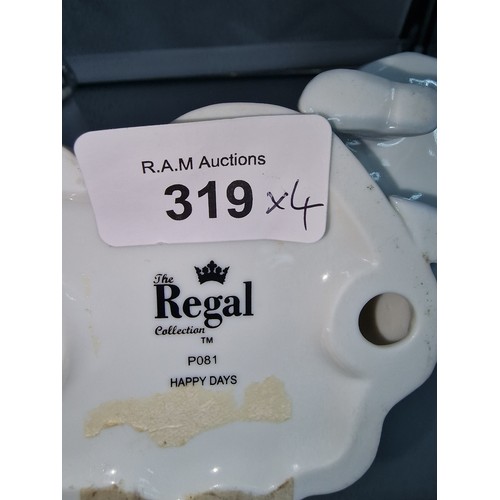 R.A.M Auctions
319 x4
The
Regal
Collection
TM
P081
HAPPY DAYS